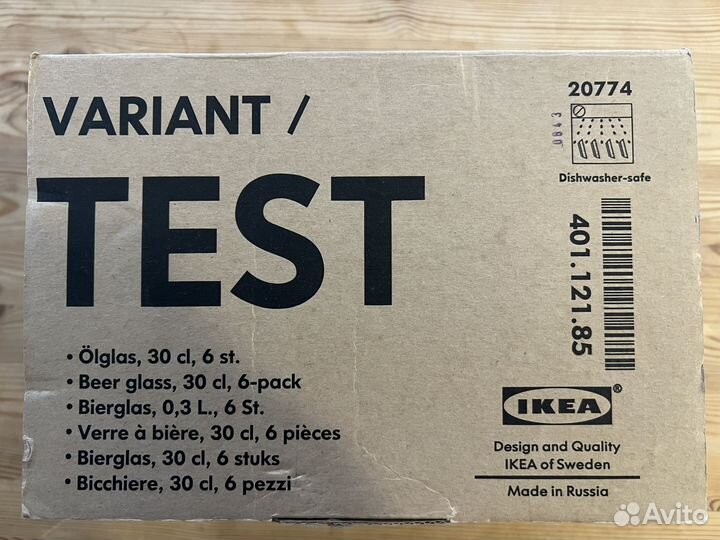 VARIANT /
TEST
• Ölglas, 30 cl, 6 st.
• Beer glass, 30 cl, 6-pack
• Bierglas, 0,3 L., 6 St.
• Verre à bière, 30 cl, 6 pièces
• Bierglas, 30 cl, 6 stuks
• Bicchiere, 30 cl, 6 pezzi
20774
0843
Dishwasher-safe
401.121.85
IKEA®
Design and Quality
IKEA of Sweden
Made in Russia
Avito